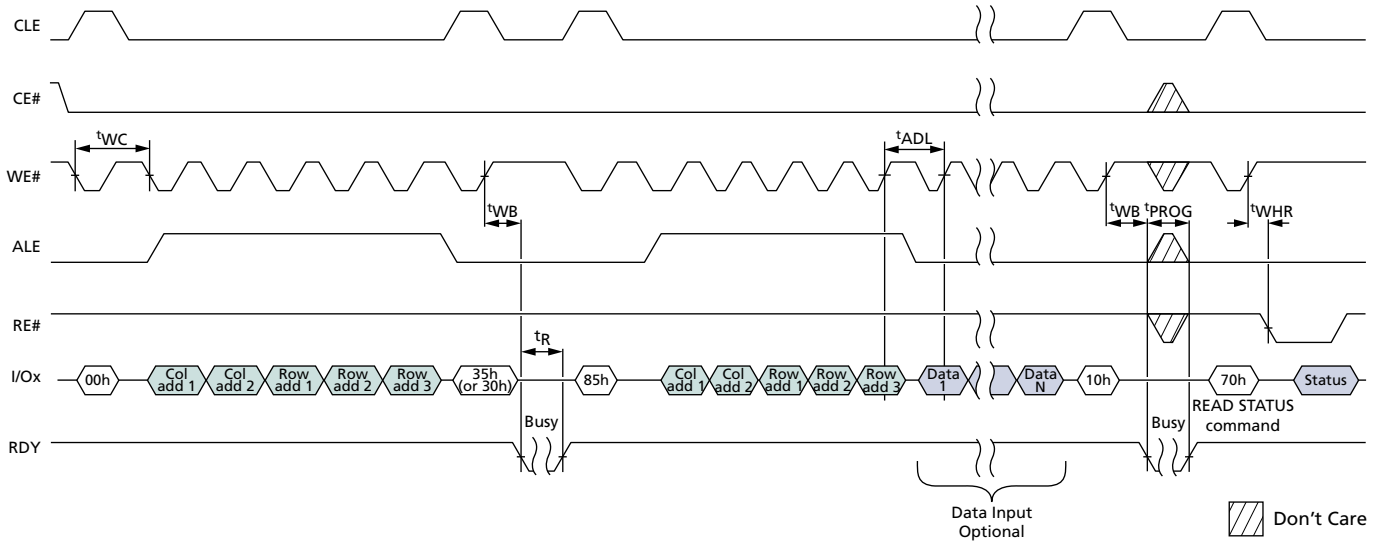 CLE
CE#
tWC
tADL
WE#
tWB
tWB
tPROG
tWHR
ALE
RE#
tR
I/Ox
00h
Col
add 1
Col
add 2
Row
add 1
Row
add 2
Row
add 3
35h
(or 30h)
85h
Col
add 1
Col
add 2
Row
add 1
Row
add 2
Row
add 3
Data
1
Data
N
10h
70h
Status
READ STATUS
command
Busy
Busy
RDY
Data Input
Optional
Don't Care